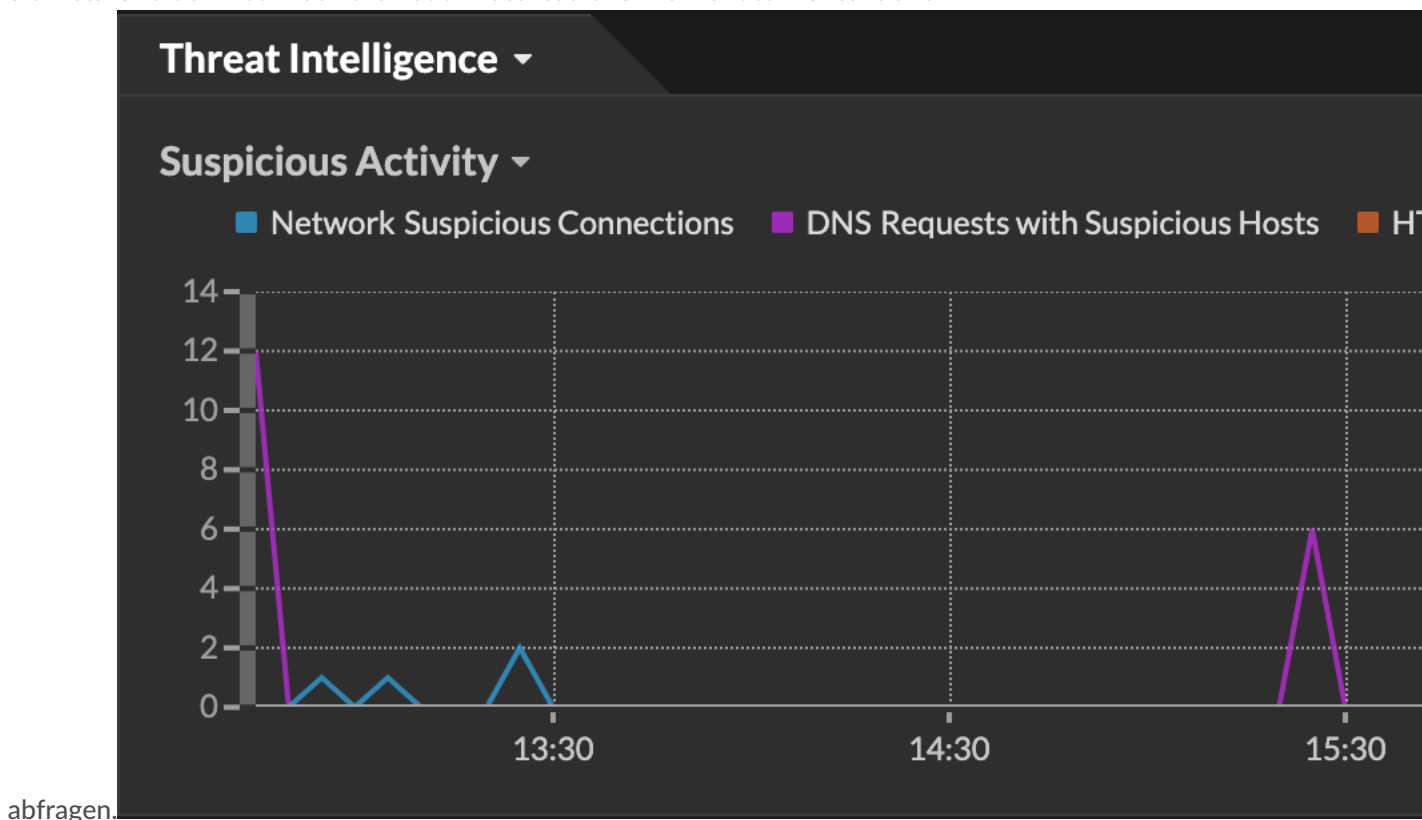 Threat Intelligence
Suspicious Activity
Network Suspicious Connections DNS Requests with Suspicious Hosts
14
12
10
8
6
4
2
0
13:30 14:30 15:30
abfragen.